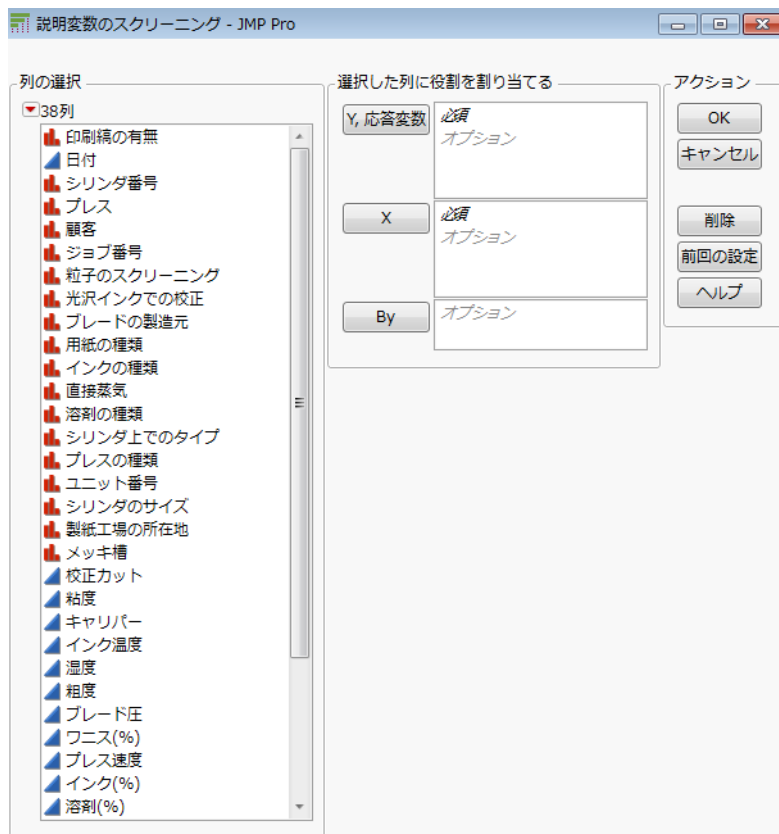 説明変数のスクリーニング - JMP Pro
列の選択
38列
印刷縞の有無
日付
シリンダ番号
プレス
顧客
ジョブ番号
粒子のスクリーニング
光沢インクでの校正
ブレードの製造元
用紙の種類
インクの種類
直接蒸気
溶剤の種類
シリンダ上でのタイプ
プレスの種類
ユニット番号
シリンダのサイズ
製紙工場の所在地
メッキ槽
校正カット
粘度
キャリパー
インク温度
湿度
粗度
ブレード圧
ワニス(%)
プレス速度
インク(%)
溶剤(%)
選択した列に役割を割り当てる
Y, 応答変数
必須
オプション
X
必須
オプション
By
オプション
アクション
OK
キャンセル
削除
前回の設定
ヘルプ